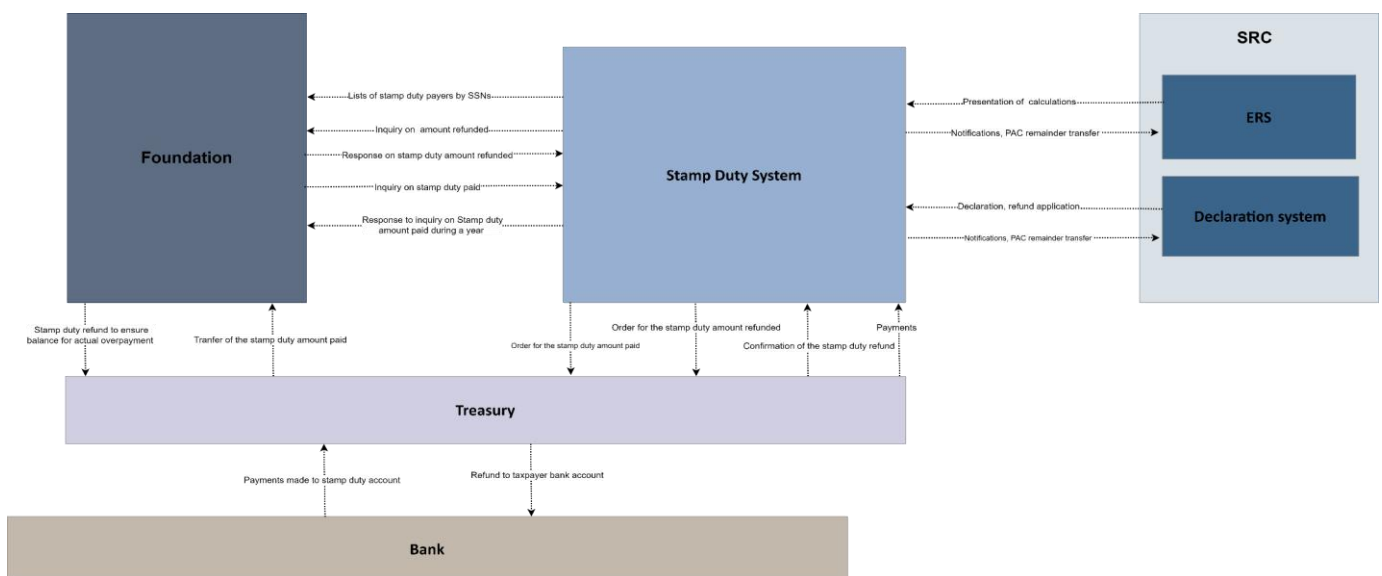 SRC
Foundation
Stamp Duty System
ERS
Declaration system
Lists of stamp duty payers by SSNs
Inquiry on amount refunded
Response on stamp duty amount refunded
Inquiry on stamp duty paid
Response to inquiry on Stamp duty
amount paid during a year
Presentation of calculations
Notifications, PAC remainder transfer
Declaration, refund application
Notifications, PAC remainder transfer
Stamp duty refund to ensure
balance for actual overpayment
Tranfer of the stamp duty amount paid
Order for the stamp duty amount paid
Order for the stamp duty amount refunded
Confirmation of the stamp duty refund
Payments
Treasury
Payments made to stamp duty account
Refund to taxpayer bank account
Bank